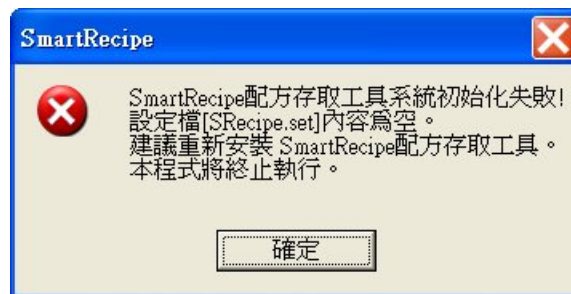 SmartRecipe
SmartRecipe配方存取工具系統初始化失敗!
設定檔[SRecipe.set]內容為空。
建議重新安裝 SmartRecipe配方存取工具。
本程式將終止執行。
確定